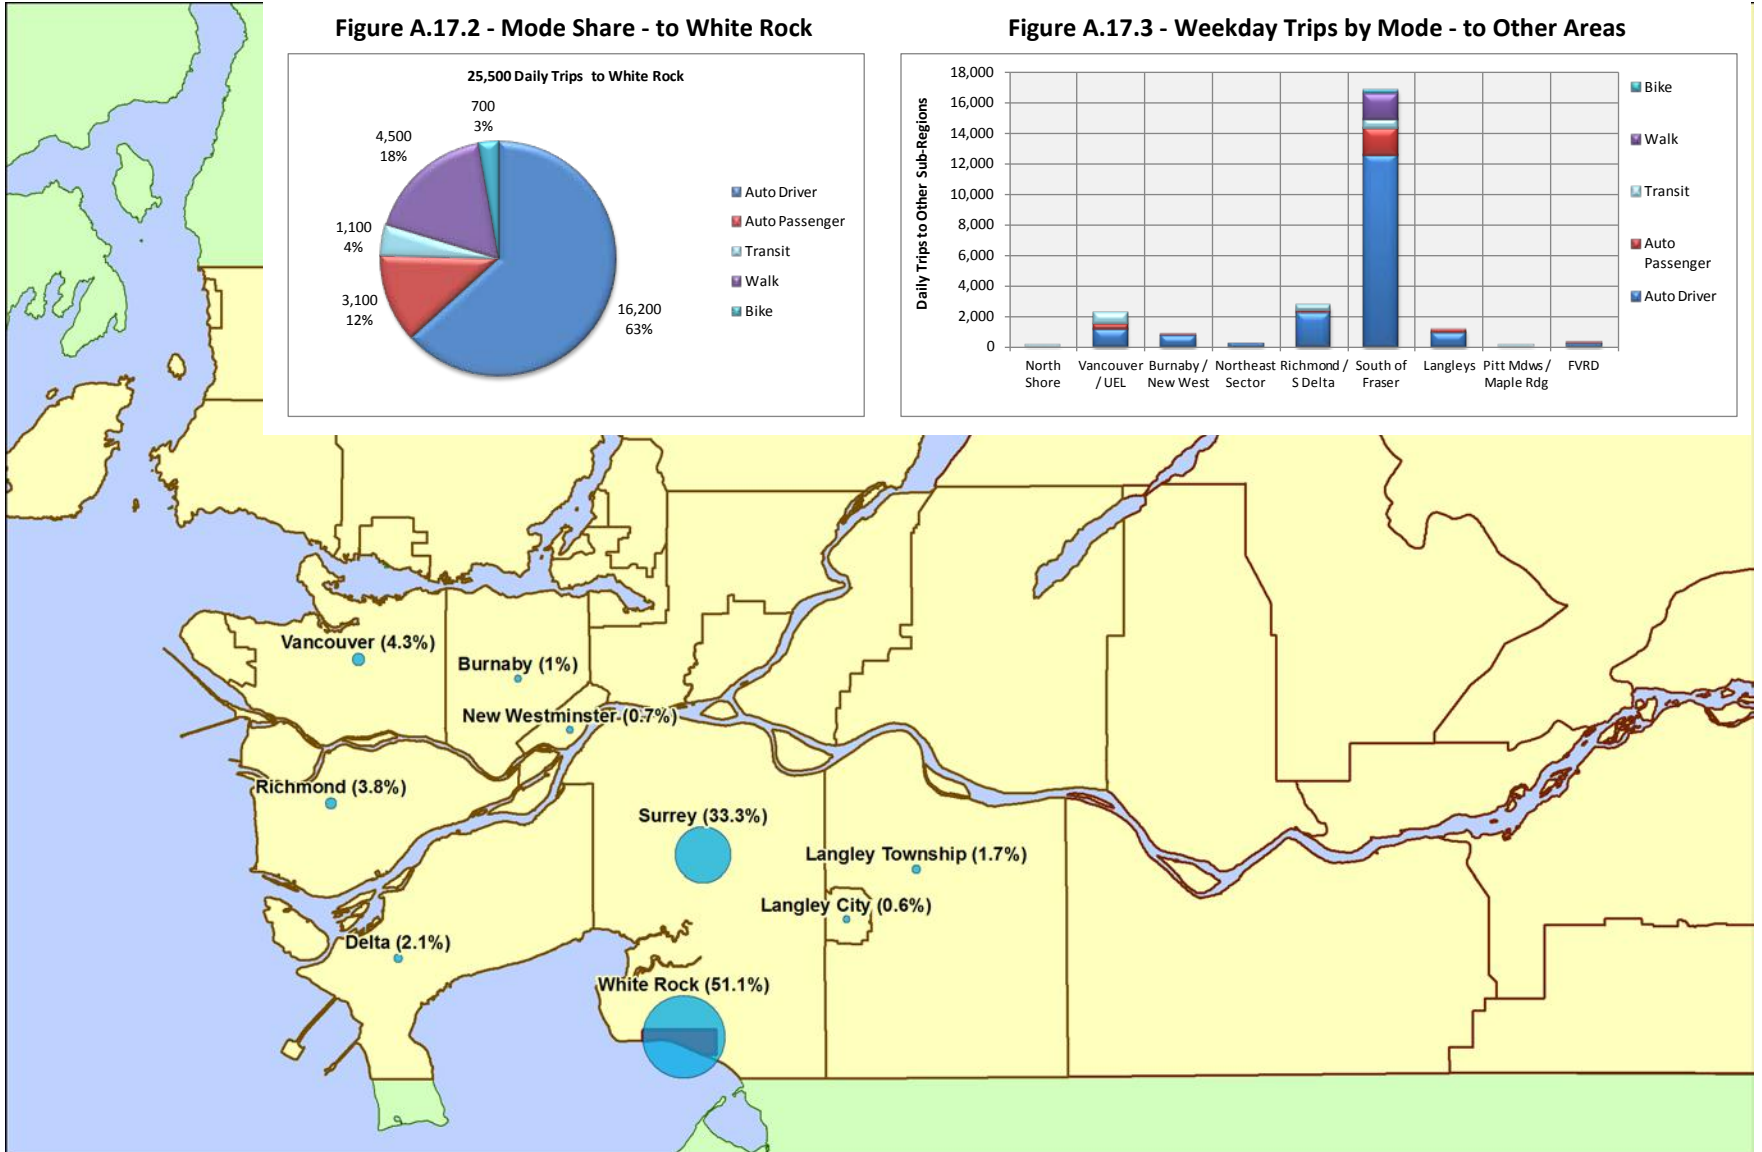 Figure A.17.2 - Mode Share - to White Rock
25,500 Daily Trips to White Rock
700
3%
4,500
18%
1,100
4%
3,100
12%
16,200
63%
Auto Driver
Auto Passenger
Transit
Walk
Bike
Figure A.17.3 - Weekday Trips by Mode - to Other Areas
Daily Trips to Other Sub-Regions
18,000
16,000
14,000
12,000
10,000
8,000
6,000
4,000
2,000
0
North
Shore
Vancouver
/ UEL
Burnaby /
New West
Northeast
Sector
Richmond /
S Delta
South of
Fraser
Langleys
Pitt Mdws /
Maple Rdg
FVRD
Bike
Walk
Transit
Auto
Passenger
Auto Driver
Vancouver (4.3%)
Burnaby (1%)
New Westminster (0.7%)
Richmond (3.8%)
Surrey (33.3%)
Langley Township (1.7%)
Langley City (0.6%)
Delta (2.1%)
White Rock (51.1%)